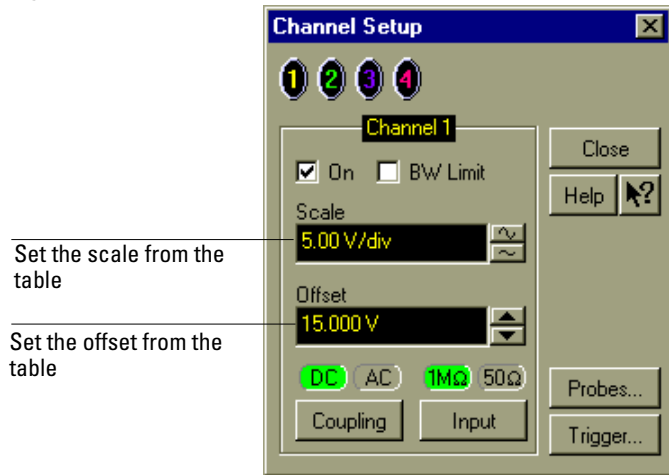 Channel Setup
1 2 3 4
Channel 1
On BW Limit
Close
Help ?
Scale
5.00 V/div
Set the scale from the
table
Offset
15.000 V
Set the offset from the
table
DC AC 1MΩ 50Ω
Coupling Input
Probes...
Trigger...